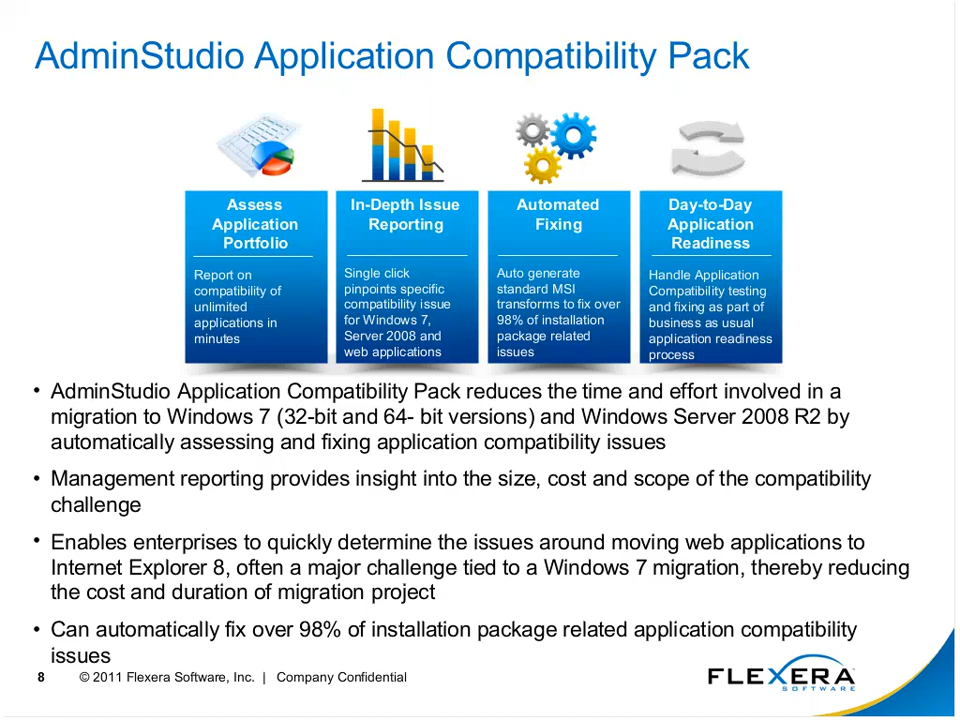 AdminStudio Application Compatibility Pack
Assess
Application
Portfolio
Report on
compatibility of
unlimited
applications in
minutes
In-Depth Issue
Reporting
Single click
pinpoints specific
compatibility issue
for Windows 7,
Server 2008 and
web applications
Automated
Fixing
Auto generate
standard MSI
transforms to fix over
98% of installation
package related
issues
Day-to-Day
Application
Readiness
Handle Application
Compatibility testing
and fixing as part of
business as usual
application readiness
process
• AdminStudio Application Compatibility Pack reduces the time and effort involved in a
migration to Windows 7 (32-bit and 64- bit versions) and Windows Server 2008 R2 by
automatically assessing and fixing application compatibility issues
• Management reporting provides insight into the size, cost and scope of the compatibility
challenge
• Enables enterprises to quickly determine the issues around moving web applications to
Internet Explorer 8, often a major challenge tied to a Windows 7 migration, thereby reducing
the cost and duration of migration project
• Can automatically fix over 98% of installation package related application compatibility
issues
8 © 2011 Flexera Software, Inc. | Company Confidential
FLEXERA
SOFTWARE